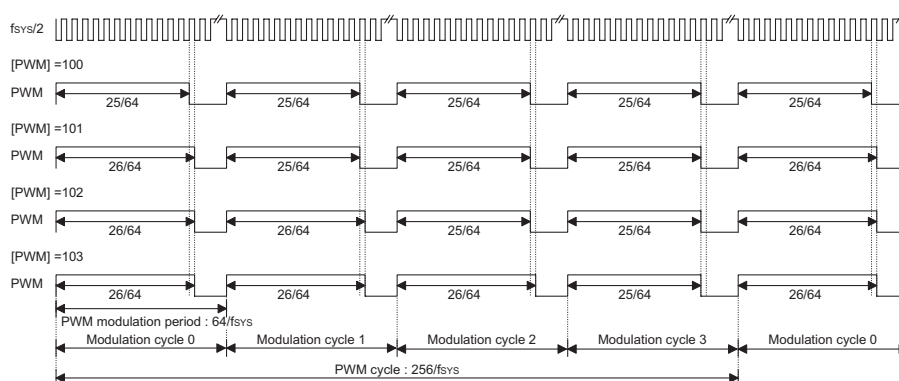 fSYS/2
[PWM] =100
PWM
25/64 25/64 25/64 25/64 25/64
[PWM] =101
PWM
26/64 25/64 25/64 25/64 26/64
[PWM] =102
PWM
26/64 26/64 25/64 25/64 26/64
[PWM] =103
PWM
26/64 26/64 26/64 25/64 26/64
PWM modulation period : 64/fSYS
Modulation cycle 0 Modulation cycle 1 Modulation cycle 2 Modulation cycle 3 Modulation cycle 0
PWM cycle : 256/fSYS